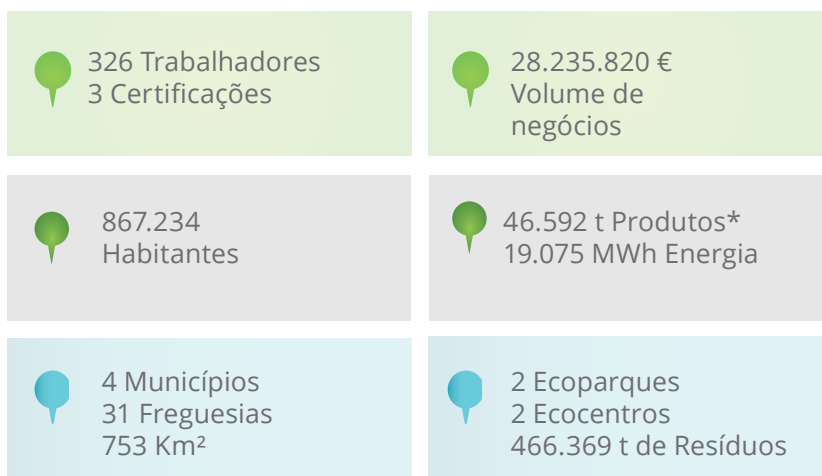 326 Trabalhadores
3 Certificações
28.235.820 €
Volume de
negócios
867.234
Habitantes
46.592 t Produtos*
19.075 MWh Energia
4 Municípios
31 Freguesias
753 Km²
2 Ecoparques
2 Ecocentros
466.369 t de Resíduos